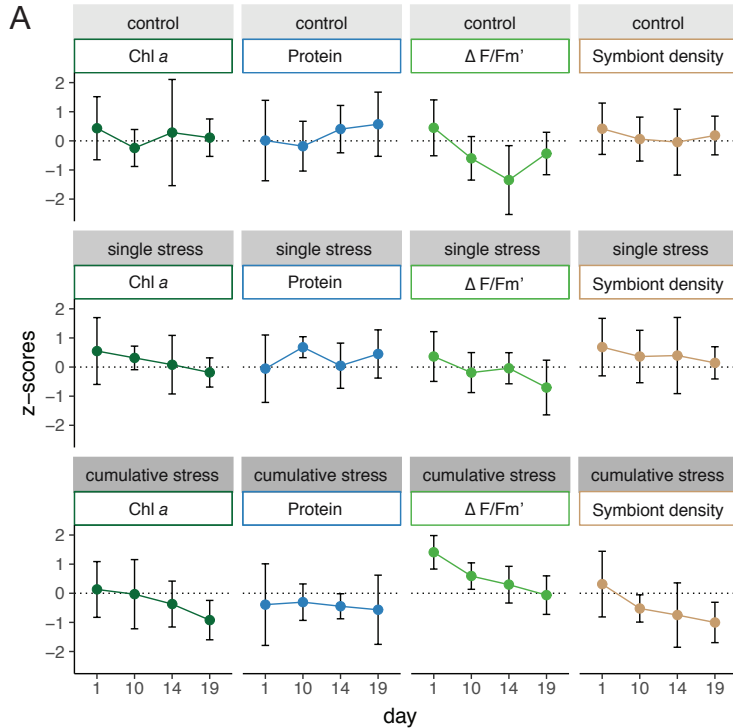 A
control control control control
Chl a Protein Δ F/Fm' Symbiont density
2
1
0
−1
−2
single stress single stress single stress single stress
Chl a Protein Δ F/Fm' Symbiont density
2
1
0
−1
−2
z−scores
cumulative stress cumulative stress cumulative stress cumulative stress
Chl a Protein Δ F/Fm' Symbiont density
2
1
0
−1
−2
1 10 14 19 1 10 14 19 1 10 14 19 1 10 14 19
day